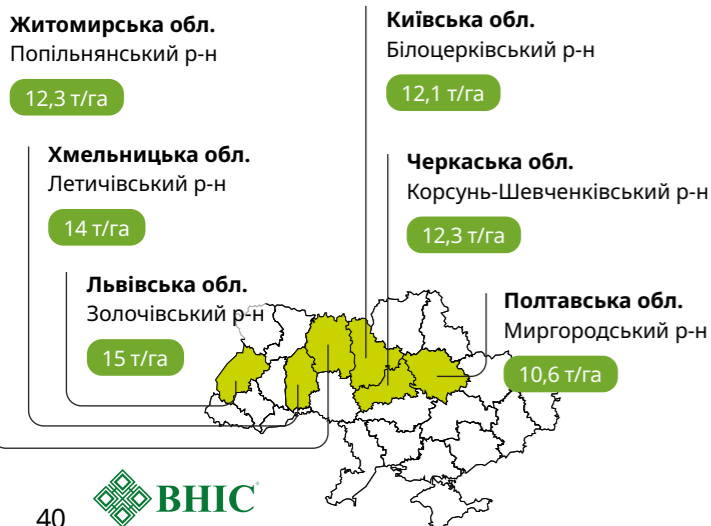 Житомирська обл.
Попільнянський р-н
12,3 т/га
Київська обл.
Білоцерківський р-н
12,1 т/га
Хмельницька обл.
Летичівський р-н
14 т/га
Черкаська обл.
Корсунь-Шевченківський р-н
12,3 т/га
Львівська обл.
Золочівський р-н
15 т/га
Полтавська обл.
Миргородський р-н
10,6 т/га
40
ВНІС